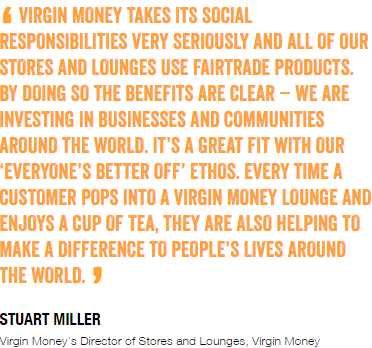 ‘ VIRGIN MONEY TAKES ITS SOCIAL
RESPONSIBILITIES VERY SERIOUSLY AND ALL OF OUR
STORES AND LOUNGES USE FAIRTRADE PRODUCTS.
BY DOING SO THE BENEFITS ARE CLEAR – WE ARE
INVESTING IN BUSINESSES AND COMMUNITIES
AROUND THE WORLD. IT’S A GREAT FIT WITH OUR
‘EVERYONE’S BETTER OFF’ ETHOS. EVERY TIME A
CUSTOMER POPS INTO A VIRGIN MONEY LOUNGE AND
ENJOYS A CUP OF TEA, THEY ARE ALSO HELPING TO
MAKE A DIFFERENCE TO PEOPLE’S LIVES AROUND
THE WORLD. ’
STUART MILLER
Virgin Money's Director of Stores and Lounges, Virgin Money